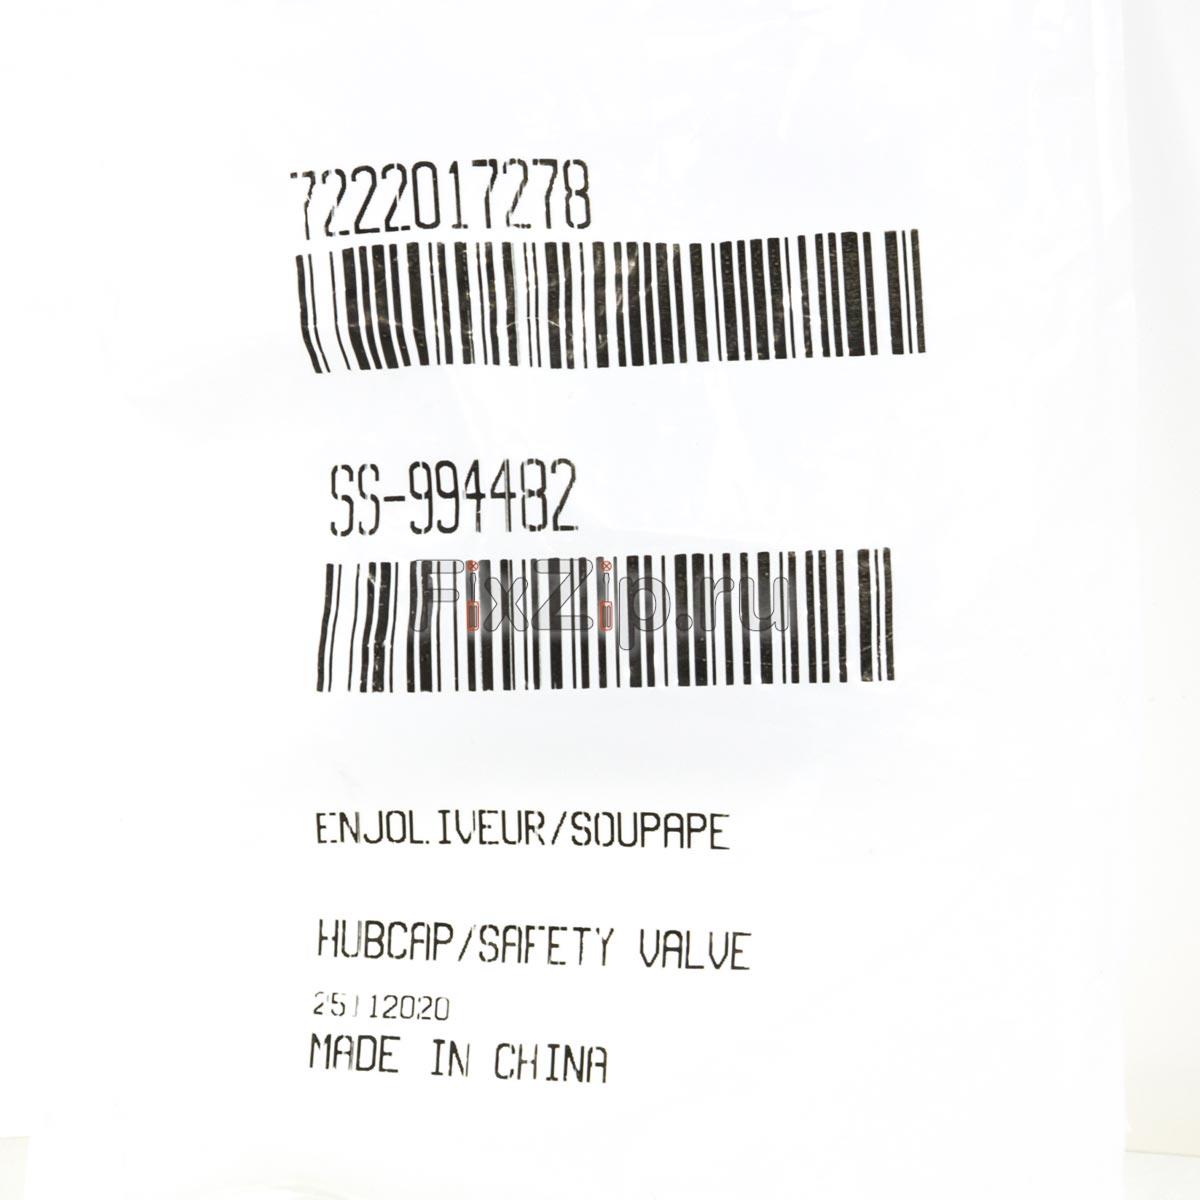 7222017278
SS-994482
FixZip.ru
ENJOLIVEUR/SOUPAPE
HUBCAP/SAFETY VALVE
25112020
MADE IN CHINA